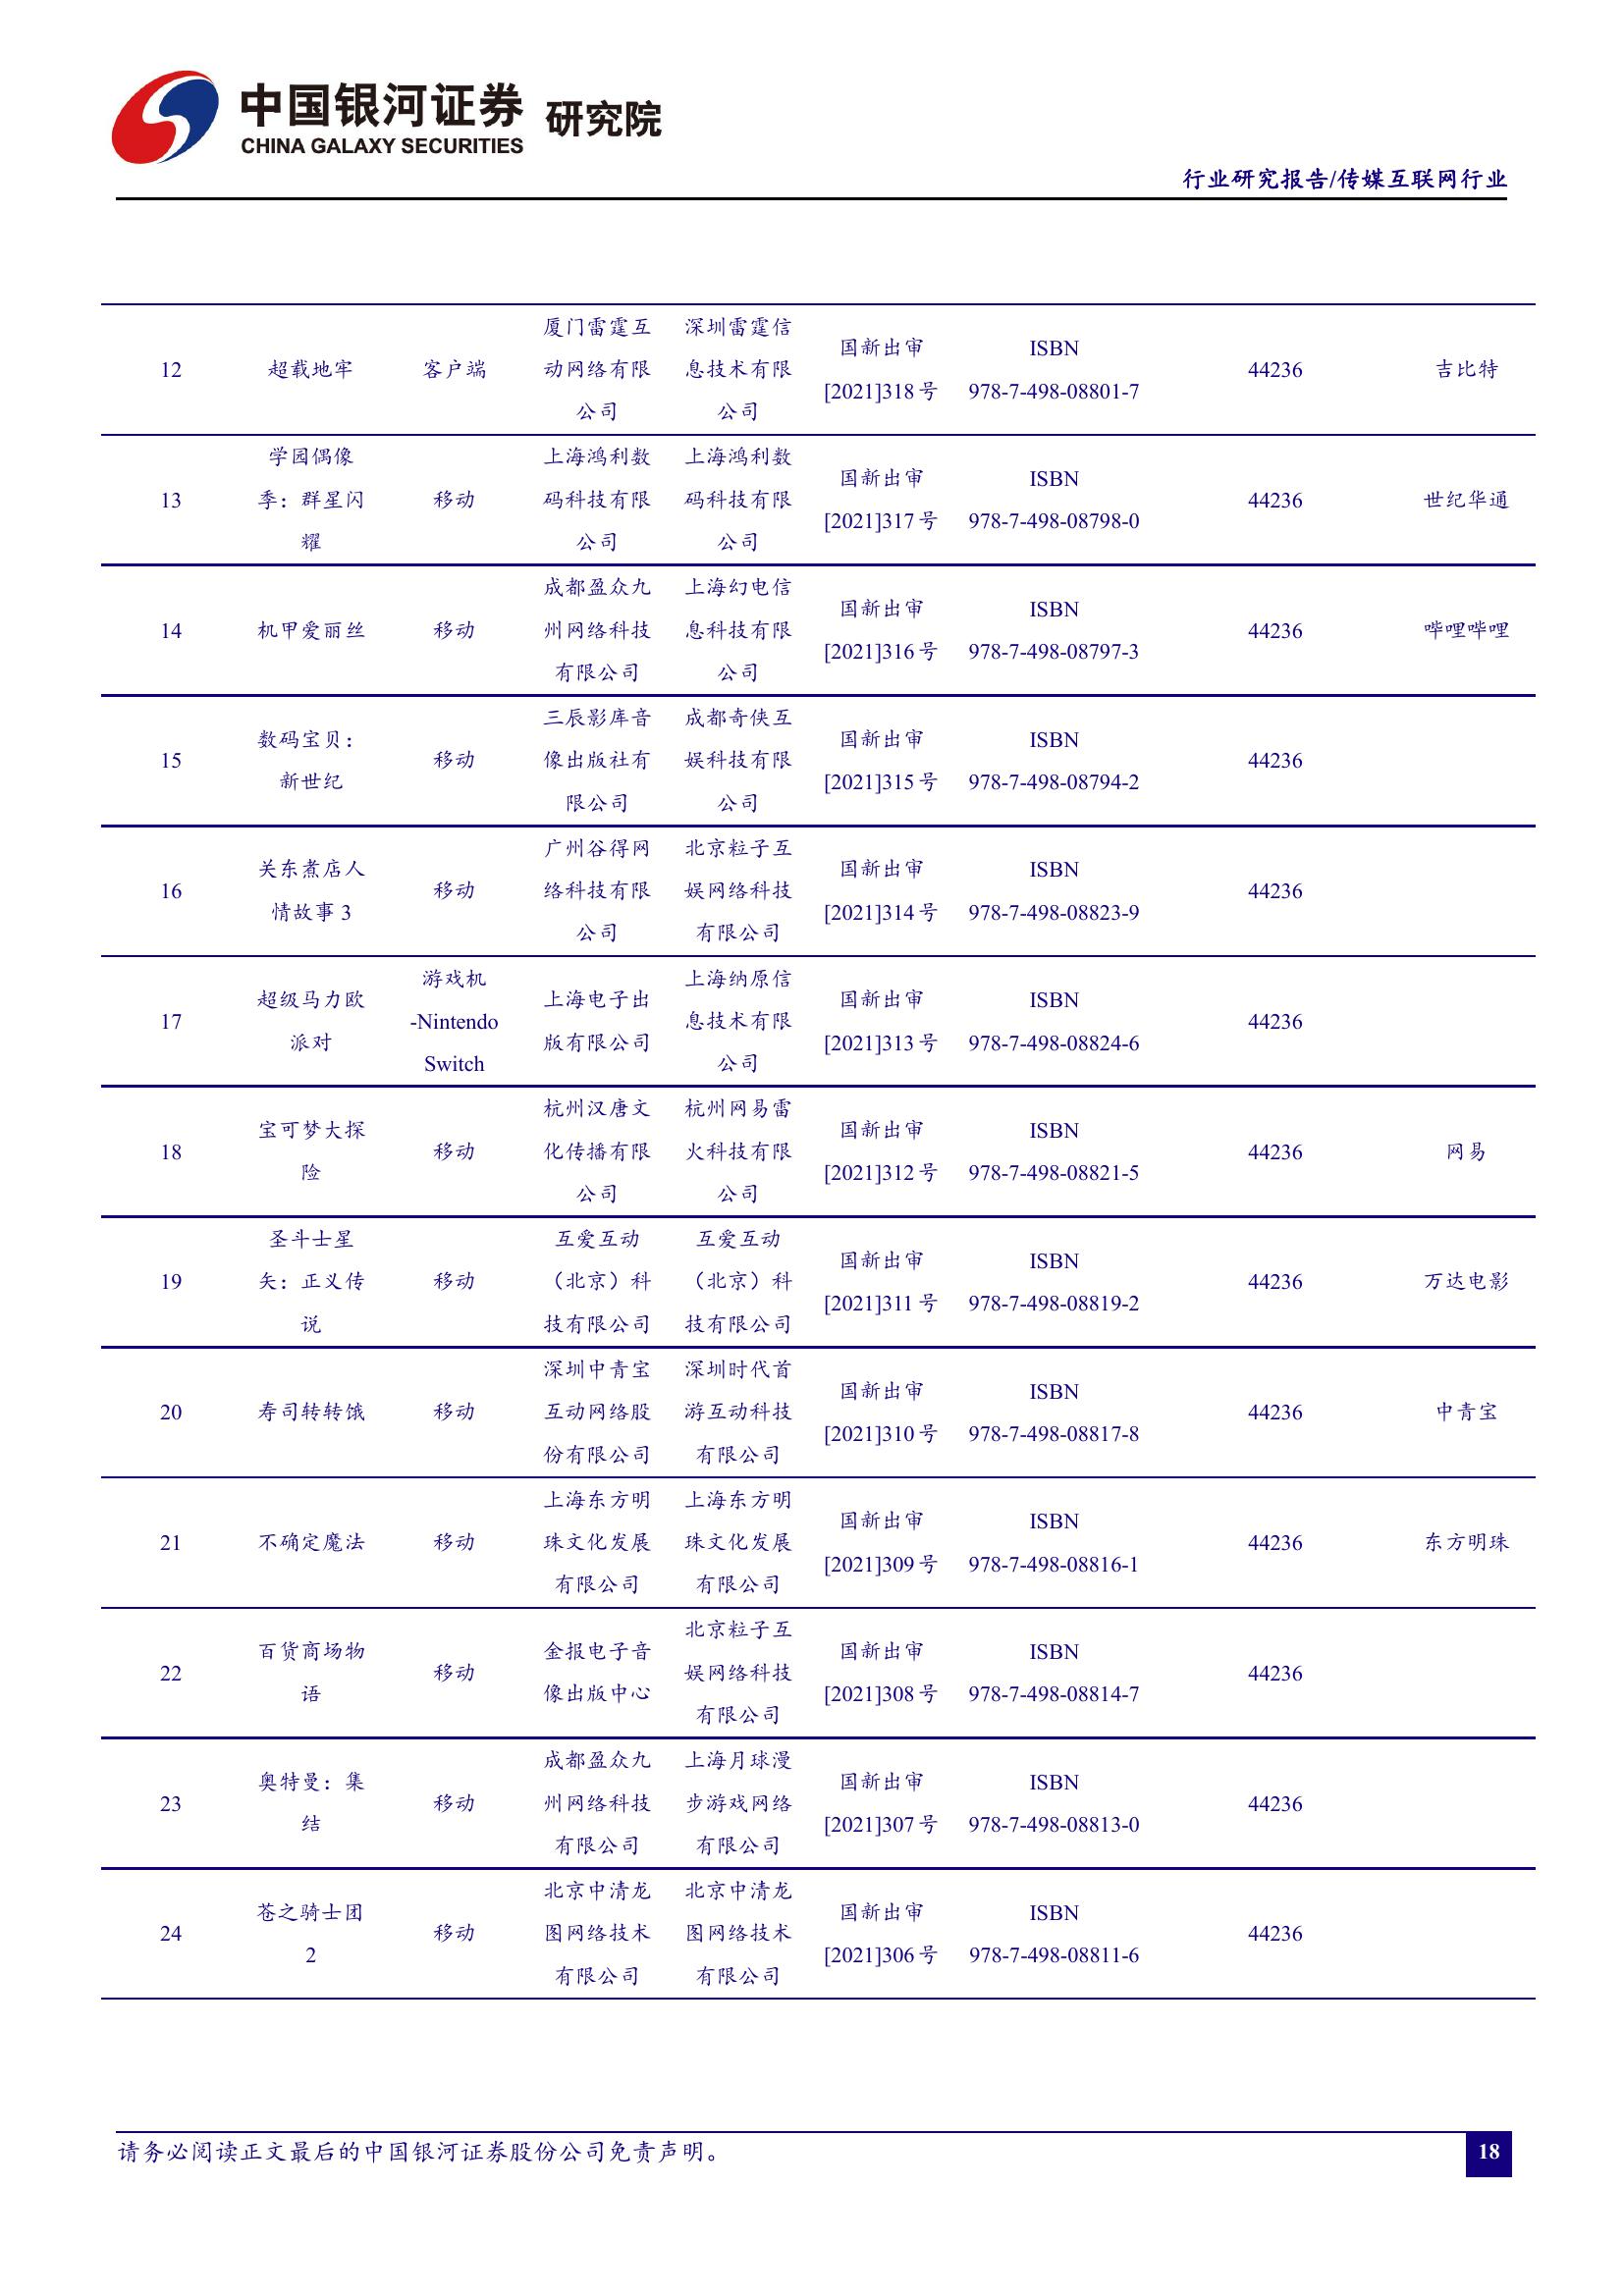 中国银河证券 研究院
CHINA GALAXY SECURITIES
行业研究报告/传媒互联网行业
12 超载地牢 客户端 厦门雷霆互动网络有限公司 深圳雷霆信息技术有限公司 国新出审[2021]318号 ISBN 978-7-498-08801-7 44236 吉比特
13 学园偶像季：群星闪耀 移动 上海鸿利数码科技有限公司 上海鸿利数码科技有限公司 国新出审[2021]317号 ISBN 978-7-498-08798-0 44236 世纪华通
14 机甲爱丽丝 移动 成都盈众九州网络科技有限公司 上海幻电信息科技有限公司 国新出审[2021]316号 ISBN 978-7-498-08797-3 44236 哔哩哔哩
15 数码宝贝：新世纪 移动 三辰影库音像出版社有限公司 成都奇侠互娱科技有限公司 国新出审[2021]315号 ISBN 978-7-498-08794-2 44236
16 关东煮店人情故事3 移动 广州谷得网络科技有限公司 北京粒子互娱网络科技有限公司 国新出审[2021]314号 ISBN 978-7-498-08823-9 44236
17 超级马力欧派对 游戏机-Nintendo Switch 上海电子出版有限公司 上海纳原信息技术有限公司 国新出审[2021]313号 ISBN 978-7-498-08824-6 44236
18 宝可梦大探险 移动 杭州汉唐文化传播有限公司 杭州网易雷火科技有限公司 国新出审[2021]312号 ISBN 978-7-498-08821-5 44236 网易
19 圣斗士星矢：正义传说 移动 互爱互动（北京）科技有限公司 互爱互动（北京）科技有限公司 国新出审[2021]311号 ISBN 978-7-498-08819-2 44236 万达电影
20 寿司转转饿 移动 深圳中青宝互动网络股份有限公司 深圳时代首游互动科技有限公司 国新出审[2021]310号 ISBN 978-7-498-08817-8 44236 中青宝
21 不确定魔法 移动 上海东方明珠文化发展有限公司 上海东方明珠文化发展有限公司 国新出审[2021]309号 ISBN 978-7-498-08816-1 44236 东方明珠
22 百货商场物语 移动 金报电子音像出版中心 北京粒子互娱网络科技有限公司 国新出审[2021]308号 ISBN 978-7-498-08814-7 44236
23 奥特曼：集结 移动 成都盈众九州网络科技有限公司 上海月球漫步游戏网络有限公司 国新出审[2021]307号 ISBN 978-7-498-08813-0 44236
24 苍之骑士团2 移动 北京中清龙图网络技术有限公司 北京中清龙图网络技术有限公司 国新出审[2021]306号 ISBN 978-7-498-08811-6 44236
请务必阅读正文最后的中国银河证券股份公司免责声明。
18